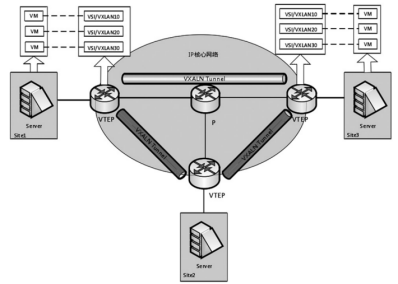 VM
VSI/VXLAN10
VM
VSI/VXLAN20
VM
VSI/VXLAN30
VSI/VXLAN10
VM
VSI/VXLAN20
VM
VSI/VXLAN30
VM
IP核心网络
VXALN Tunnel
Server
Site1
VTEP
P
VTEP
Server
Site3
VXALN Tunnel
VXALN Tunnel
VTEP
Server
Site2